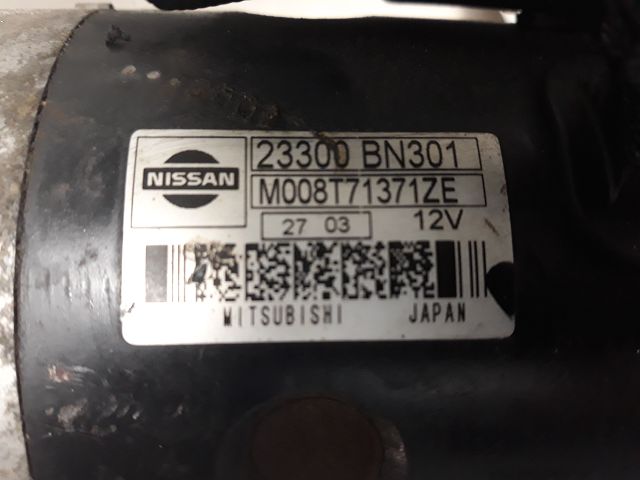 NISSAN
23300 BN301
M008T71371ZE
27 03
12V
MITSUBISHI JAPAN